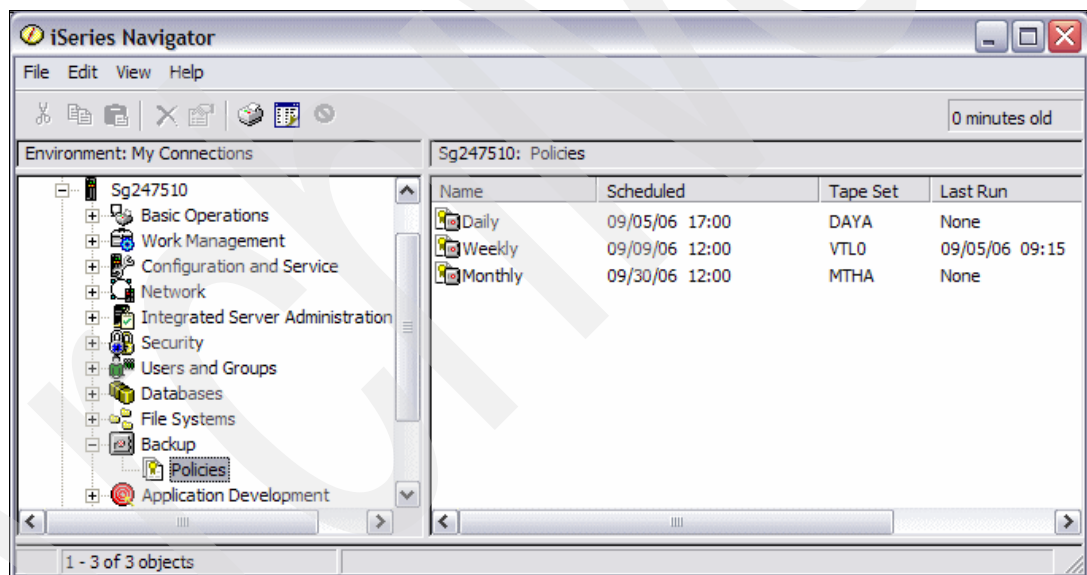 iSeries Navigator
File Edit View Help
0 minutes old
Environment: My Connections
Sg247510: Policies
Sg247510
Basic Operations
Work Management
Configuration and Service
Network
Integrated Server Administration
Security
Users and Groups
Databases
File Systems
Backup
Policies
Application Development
Name Scheduled Tape Set Last Run
Daily 09/05/06 17:00 DAYA None
Weekly 09/09/06 12:00 VTL0 09/05/06 09:15
Monthly 09/30/06 12:00 MTHA None
1 - 3 of 3 objects